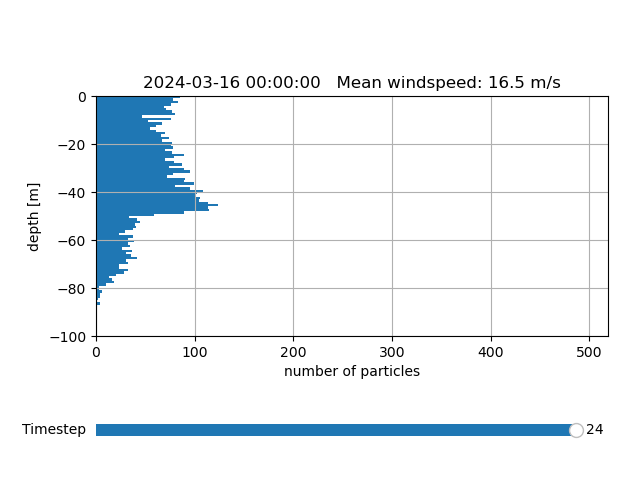 2024-03-16 00:00:00   Mean windspeed: 16.5 m/s
0
−20
−40
−60
−80
−100
depth [m]
0 100 200 300 400 500
number of particles
Timestep 24